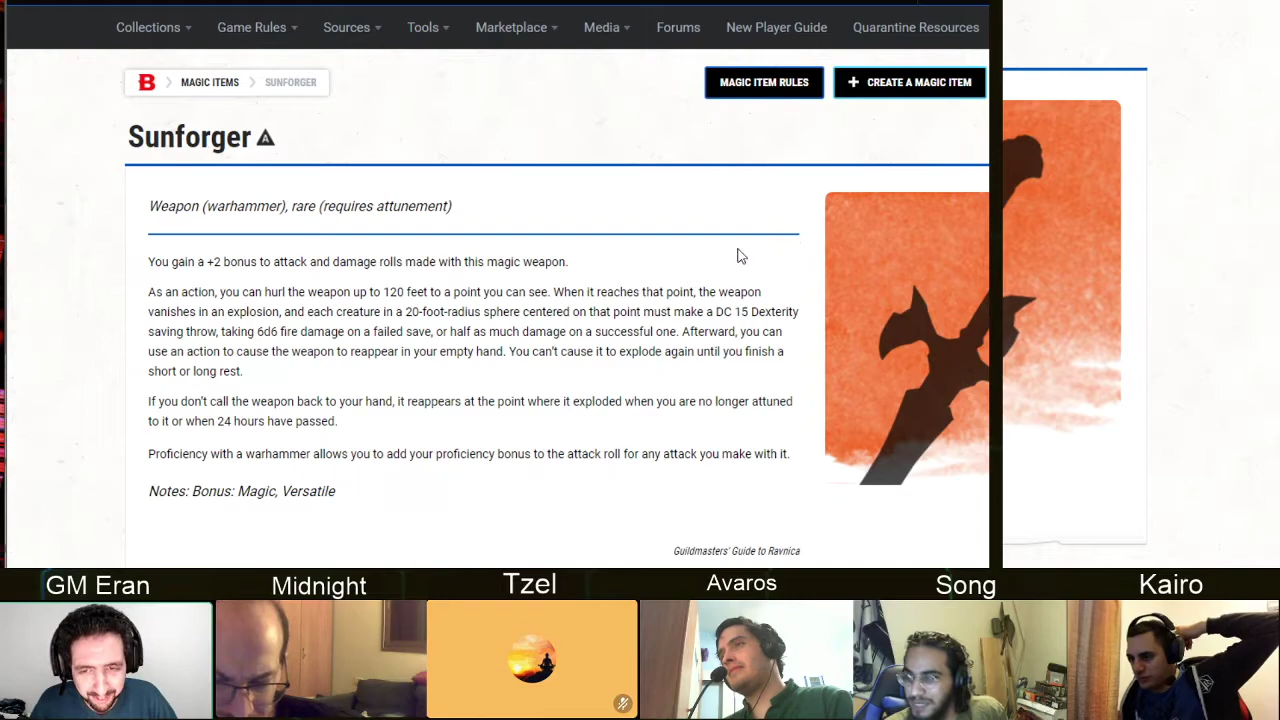 Collections Game Rules Sources Tools Marketplace Media Forums New Player Guide Quarantine Resources
B MAGIC ITEMS SUNFORGER
MAGIC ITEM RULES
+ CREATE A MAGIC ITEM
Sunforger
Weapon (warhammer), rare (requires attunement)
You gain a +2 bonus to attack and damage rolls made with this magic weapon.
As an action, you can hurl the weapon up to 120 feet to a point you can see. When it reaches that point, the weapon
vanishes in an explosion, and each creature in a 20-foot-radius sphere centered on that point must make a DC 15 Dexterity
saving throw, taking 6d6 fire damage on a failed save, or half as much damage on a successful one. Afterward, you can
use an action to cause the weapon to reappear in your empty hand. You can't cause it to explode again until you finish a
short or long rest.
If you don't call the weapon back to your hand, it reappears at the point where it exploded when you are no longer attuned
to it or when 24 hours have passed.
Proficiency with a warhammer allows you to add your proficiency bonus to the attack roll for any attack you make with it.
Notes: Bonus: Magic, Versatile
Guildmasters' Guide to Ravnica
GM Eran Midnight Tzel Avaros Song Kairo